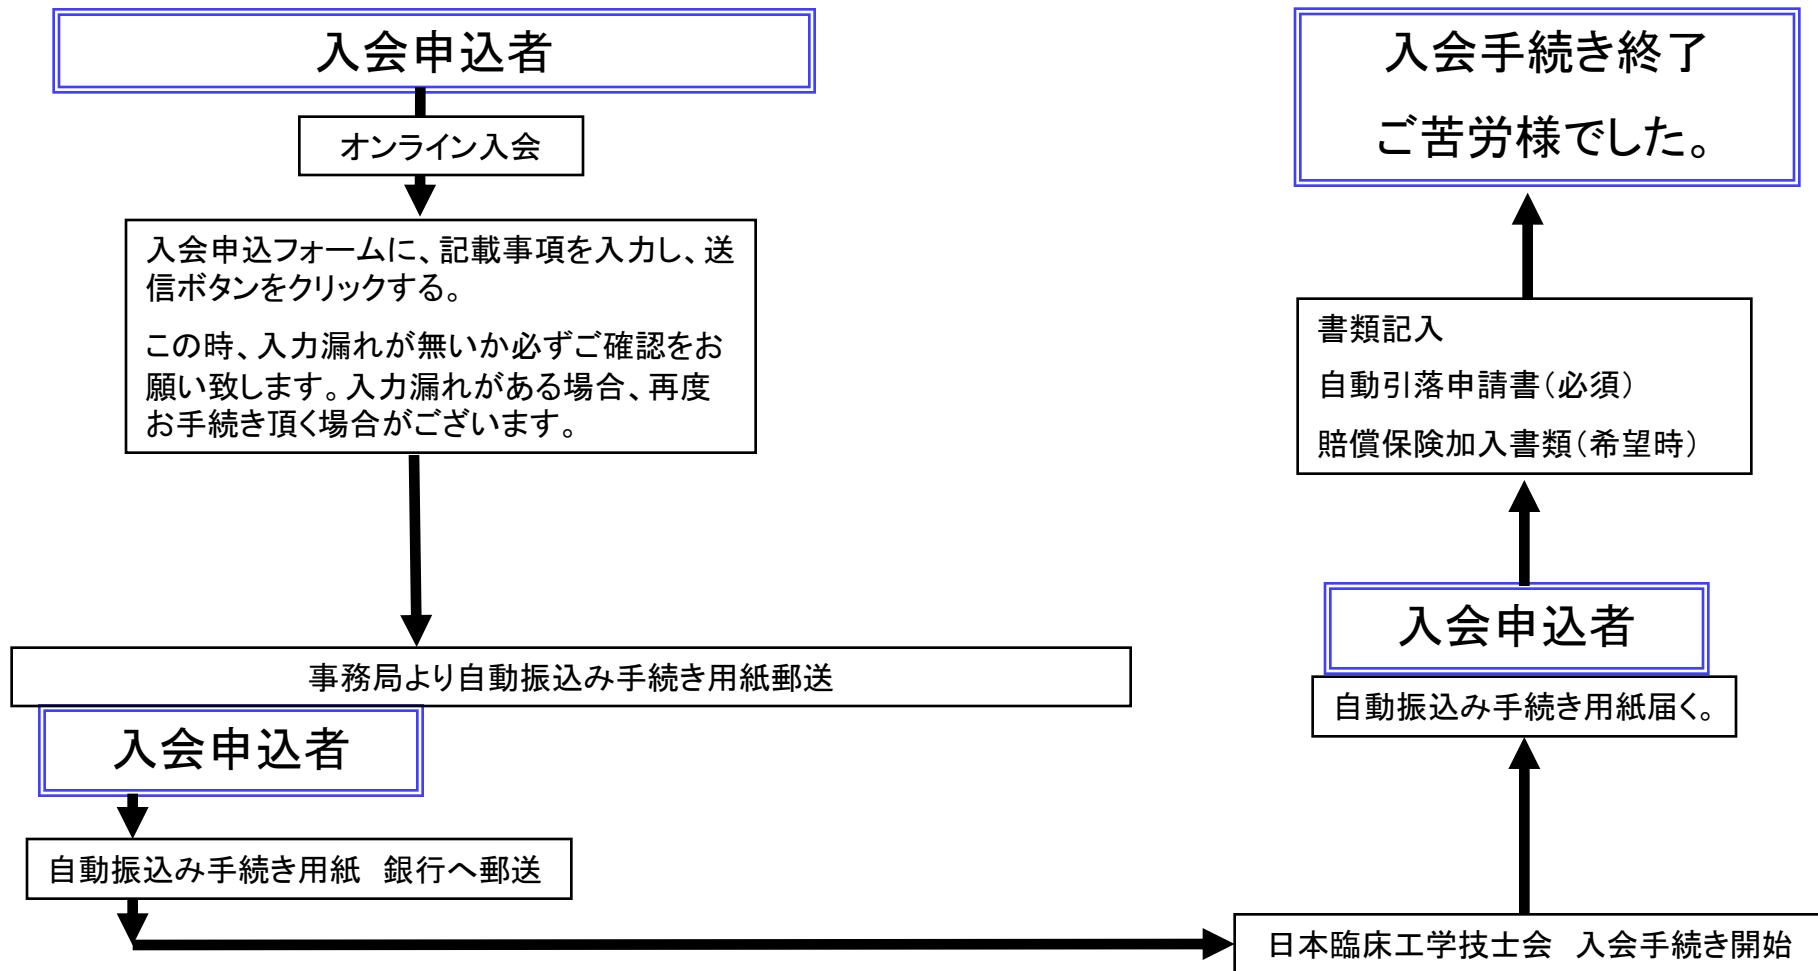 入会申込者
オンライン入会
入会申込フォームに、記載事項を入力し、送
信ボタンをクリックする。
この時、入力漏れが無いか必ずご確認をお
願い致します。入力漏れがある場合、再度
お手続き頂く場合がございます。
事務局より自動振込み手続き用紙郵送
入会申込者
自動振込み手続き用紙　銀行へ郵送
日本臨床工学技士会　入会手続き開始
自動振込み手続き用紙届く。
入会申込者
書類記入
自動引落申請書（必須）
賠償保険加入書類（希望時）
入会手続き終了
ご苦労様でした。